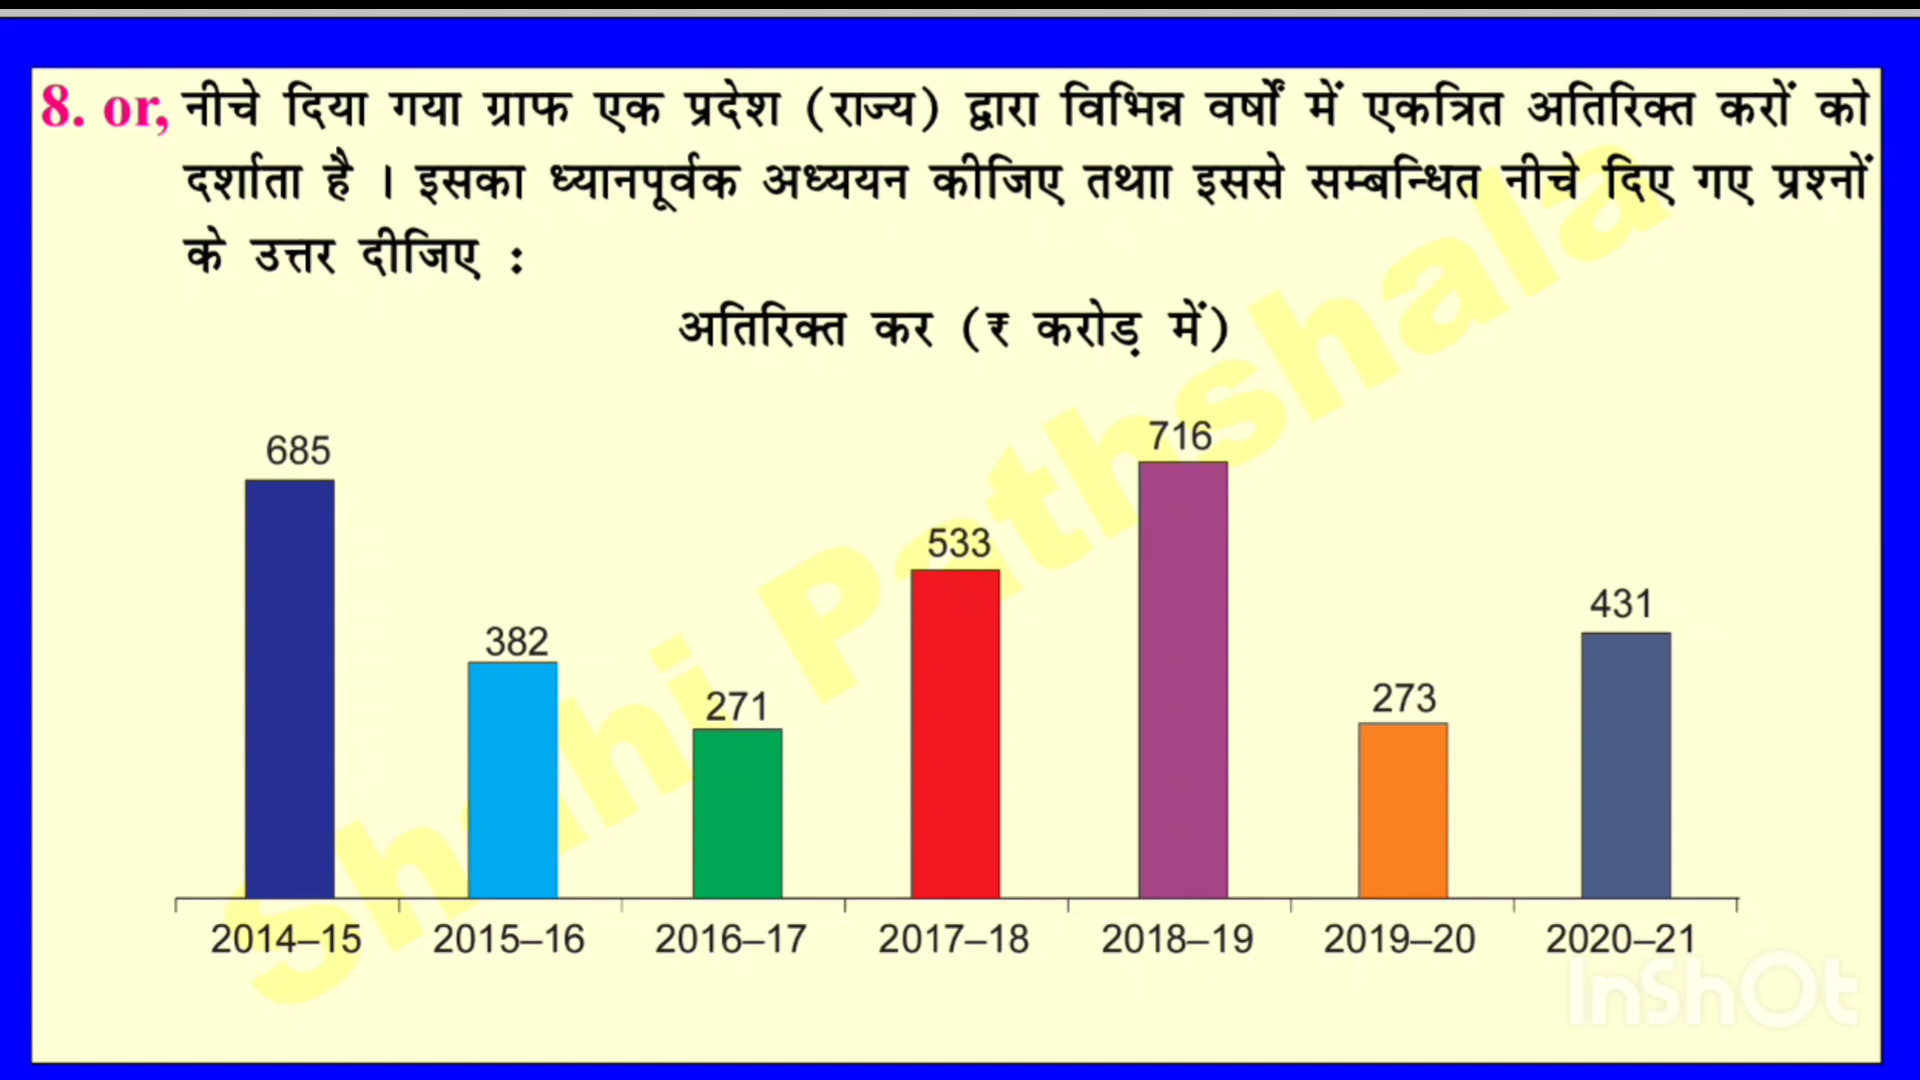 8. or, नीचे दिया गया ग्राफ एक प्रदेश (राज्य) द्वारा विभिन्न वर्षों में एकत्रित अतिरिक्त करों को
दर्शाता है । इसका ध्यानपूर्वक अध्ययन कीजिए तथाा इससे सम्बन्धित नीचे दिए गए प्रश्नों
के उत्तर दीजिए :
अतिरिक्त कर (₹ करोड़ में)
685 382 271 533 716 273 431
2014–15 2015–16 2016–17 2017–18 2018–19 2019–20 2020–21
Shahi Pathshala
InShOt